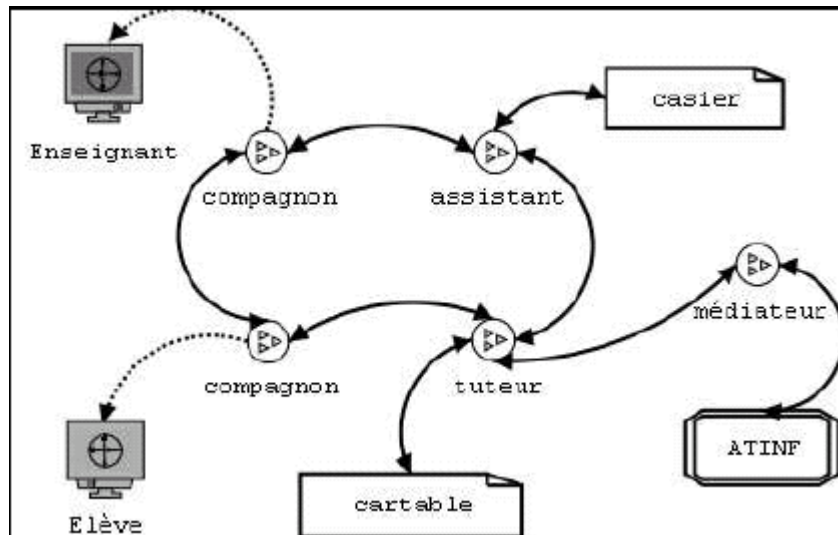 casier
Enseignant
compagnon
assistant
médiateur
compagnon
tuteur
ATINF
cartable
Elève